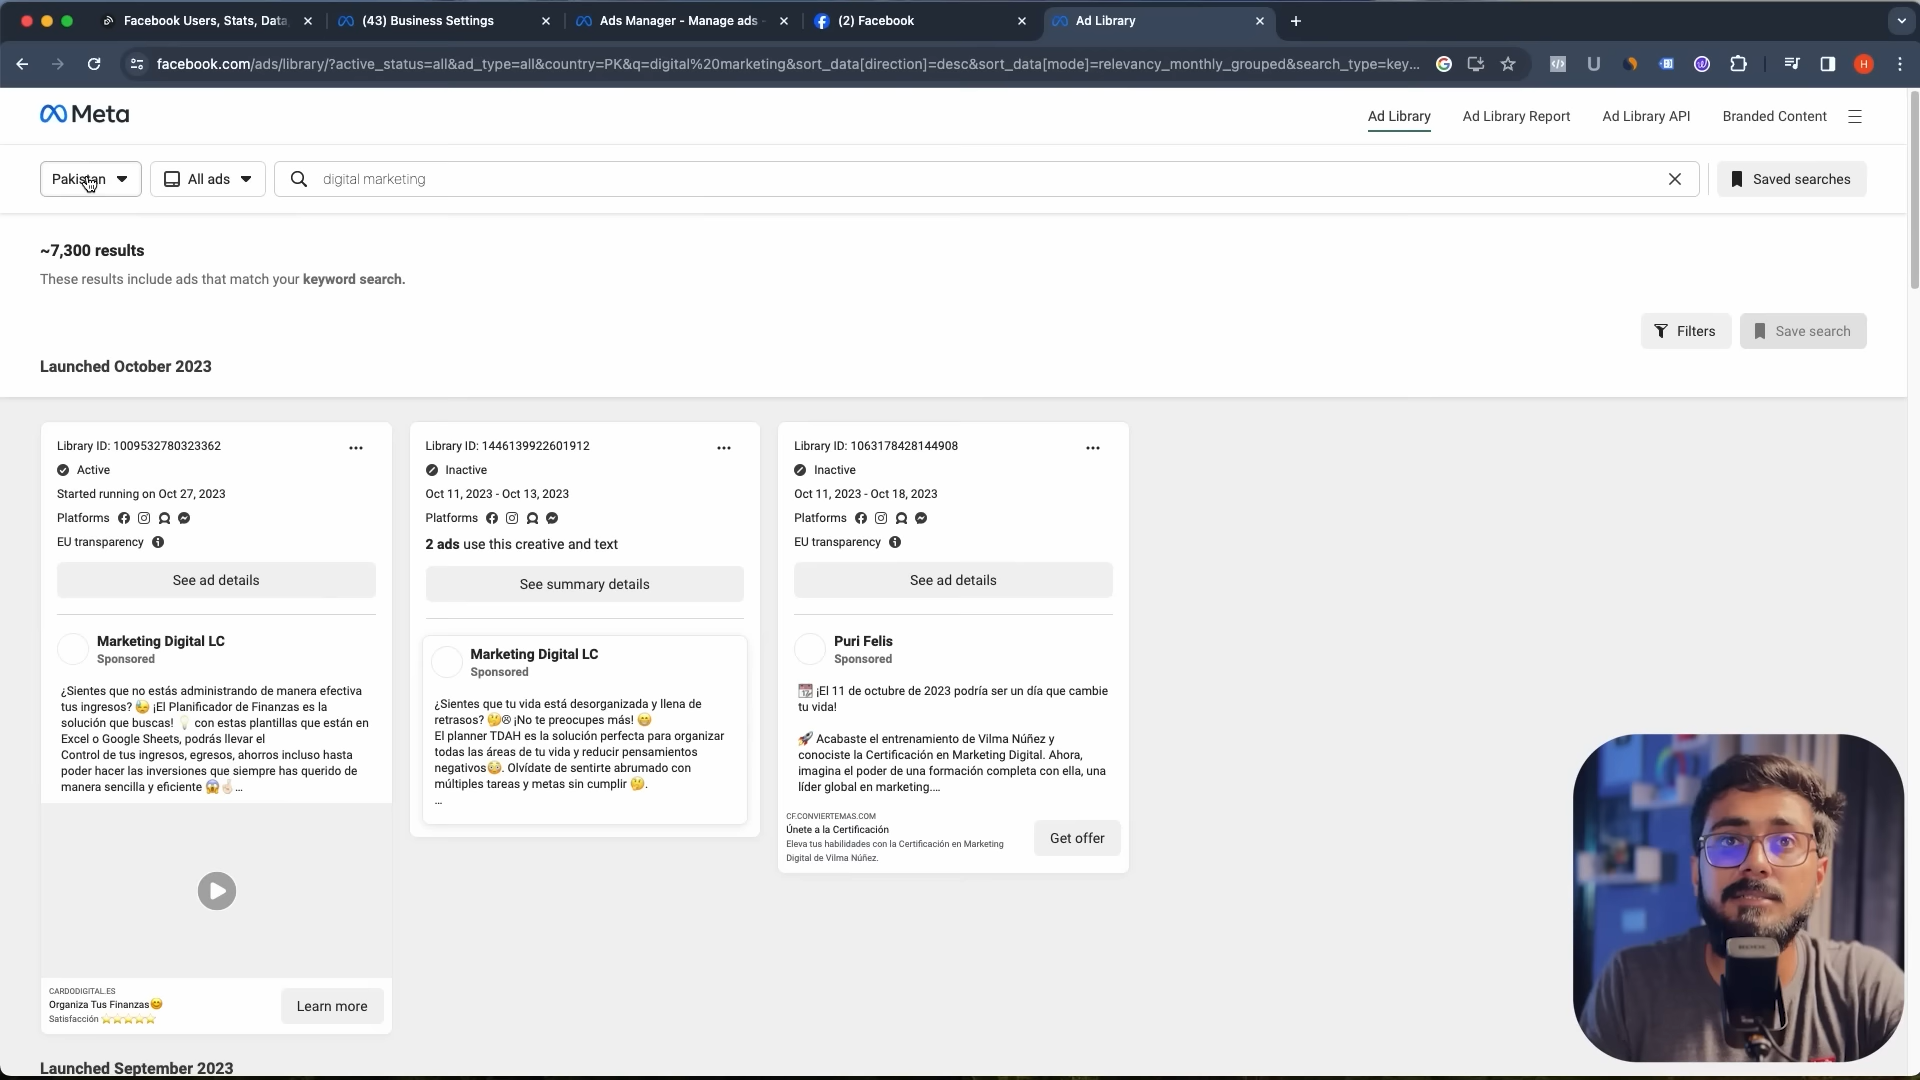 Facebook Users, Stats, Data,
(43) Business Settings
Ads Manager - Manage ads -
(2) Facebook
Ad Library
facebook.com/ads/library/?active_status=all&ad_type=all&country=PK&q=digital%20marketing&sort_data[direction]=desc&sort_data[mode]=relevancy_monthly_grouped&search_type=key...
H
Meta
Ad Library
Ad Library Report
Ad Library API
Branded Content
Pakistan
All ads
digital marketing
Saved searches
~7,300 results
These results include ads that match your keyword search.
Filters
Save search
Launched October 2023
Library ID: 1009532780323362
Active
Started running on Oct 27, 2023
Platforms
EU transparency
See ad details
Marketing Digital LC
Sponsored
¿Sientes que no estás administrando de manera efectiva
tus ingresos? 😓 ¡El Planificador de Finanzas es la
solución que buscas! 💡 con estas plantillas que están en
Excel o Google Sheets, podrás llevar el
Control de tus ingresos, egresos, ahorros incluso hasta
poder hacer las inversiones que siempre has querido de
manera sencilla y eficiente 😱☝🏻...
CARDODIGITAL.ES
Organiza Tus Finanzas😊
Satisfacción ⭐⭐⭐⭐⭐
Learn more
Library ID: 1446139922601912
Inactive
Oct 11, 2023 - Oct 13, 2023
Platforms
2 ads use this creative and text
See summary details
Marketing Digital LC
Sponsored
¿Sientes que tu vida está desorganizada y llena de
retrasos? 🤔® ¡No te preocupes más! 😁
El planner TDAH es la solución perfecta para organizar
todas las áreas de tu vida y reducir pensamientos
negativos😳. Olvídate de sentirte abrumado con
múltiples tareas y metas sin cumplir 🤔.
...
Library ID: 1063178428144908
Inactive
Oct 11, 2023 - Oct 18, 2023
Platforms
EU transparency
See ad details
Puri Felis
Sponsored
📆 ¡El 11 de octubre de 2023 podría ser un día que cambie
tu vida!
🚀 Acabaste el entrenamiento de Vilma Núñez y
conociste la Certificación en Marketing Digital. Ahora,
imagina el poder de una formación completa con ella, una
líder global en marketing....
CF.CONVIERTEMAS.COM
Únete a la Certificación
Eleva tus habilidades con la Certificación en Marketing
Digital de Vilma Núñez.
Get offer
Launched September 2023